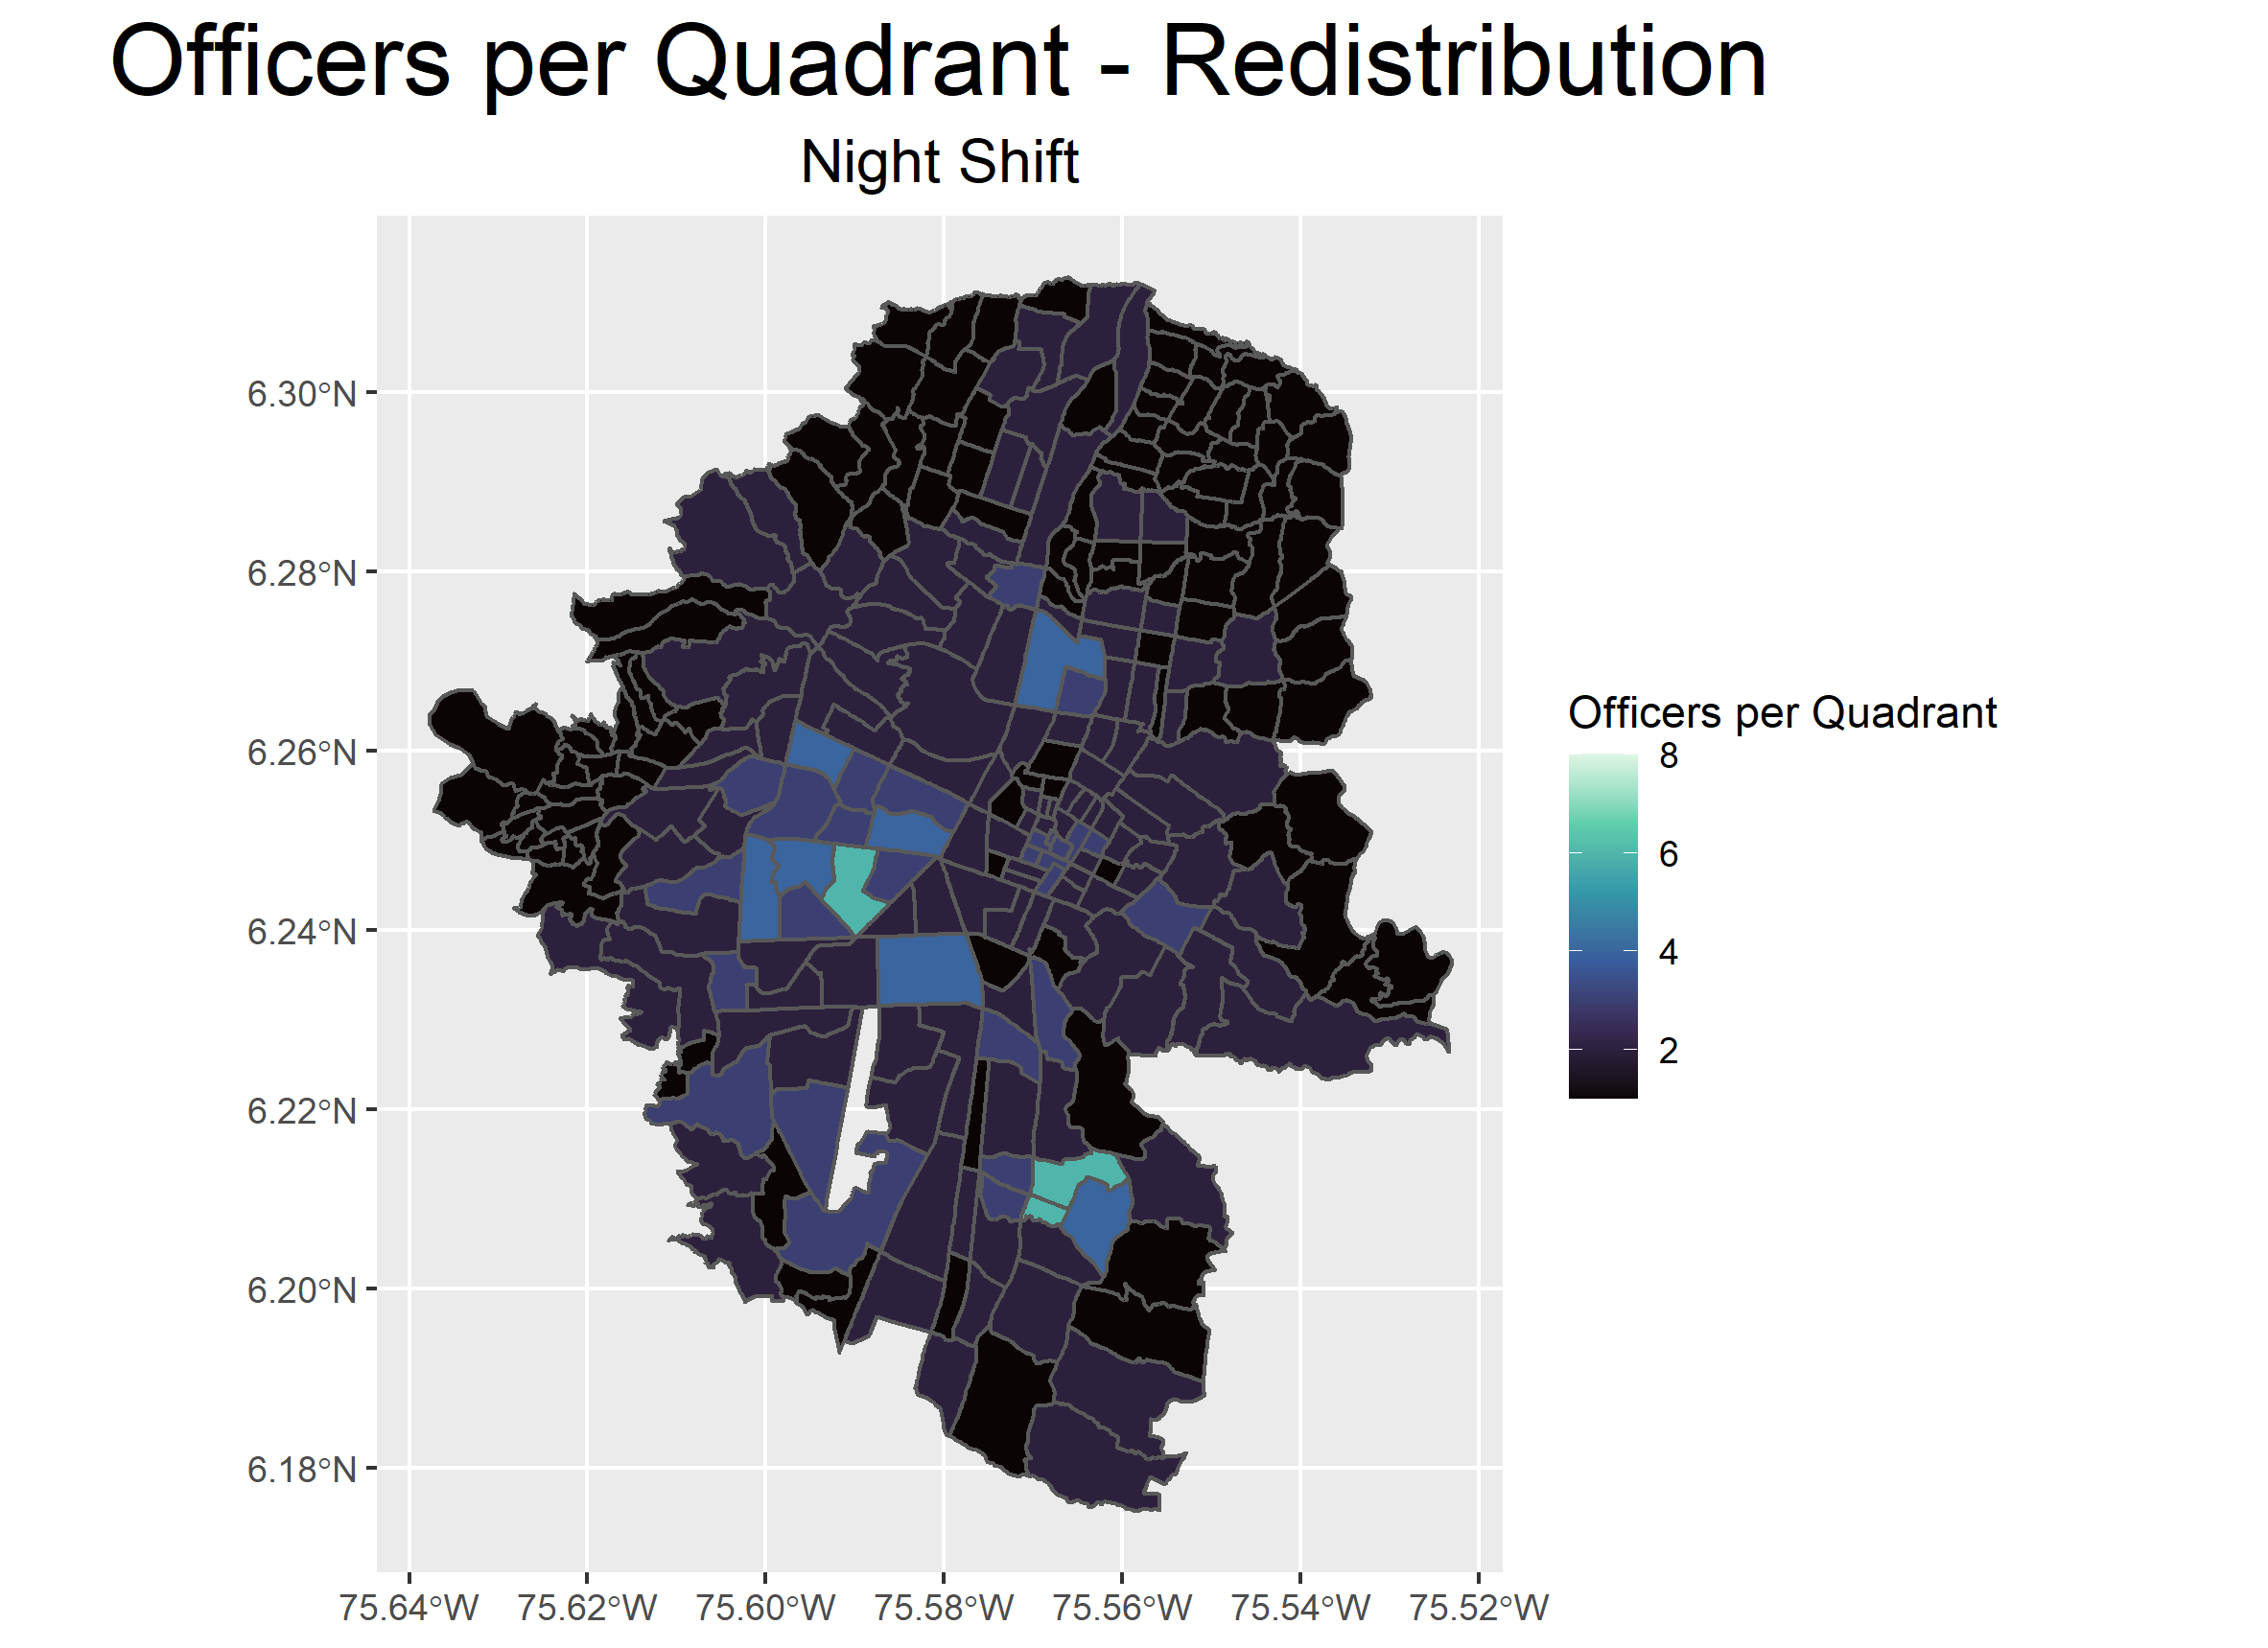 Officers per Quadrant - Redistribution
Night Shift
6.30°N
6.28°N
6.26°N
6.24°N
6.22°N
6.20°N
6.18°N
75.64°W 75.62°W 75.60°W 75.58°W 75.56°W 75.54°W 75.52°W
Officers per Quadrant
8
6
4
2